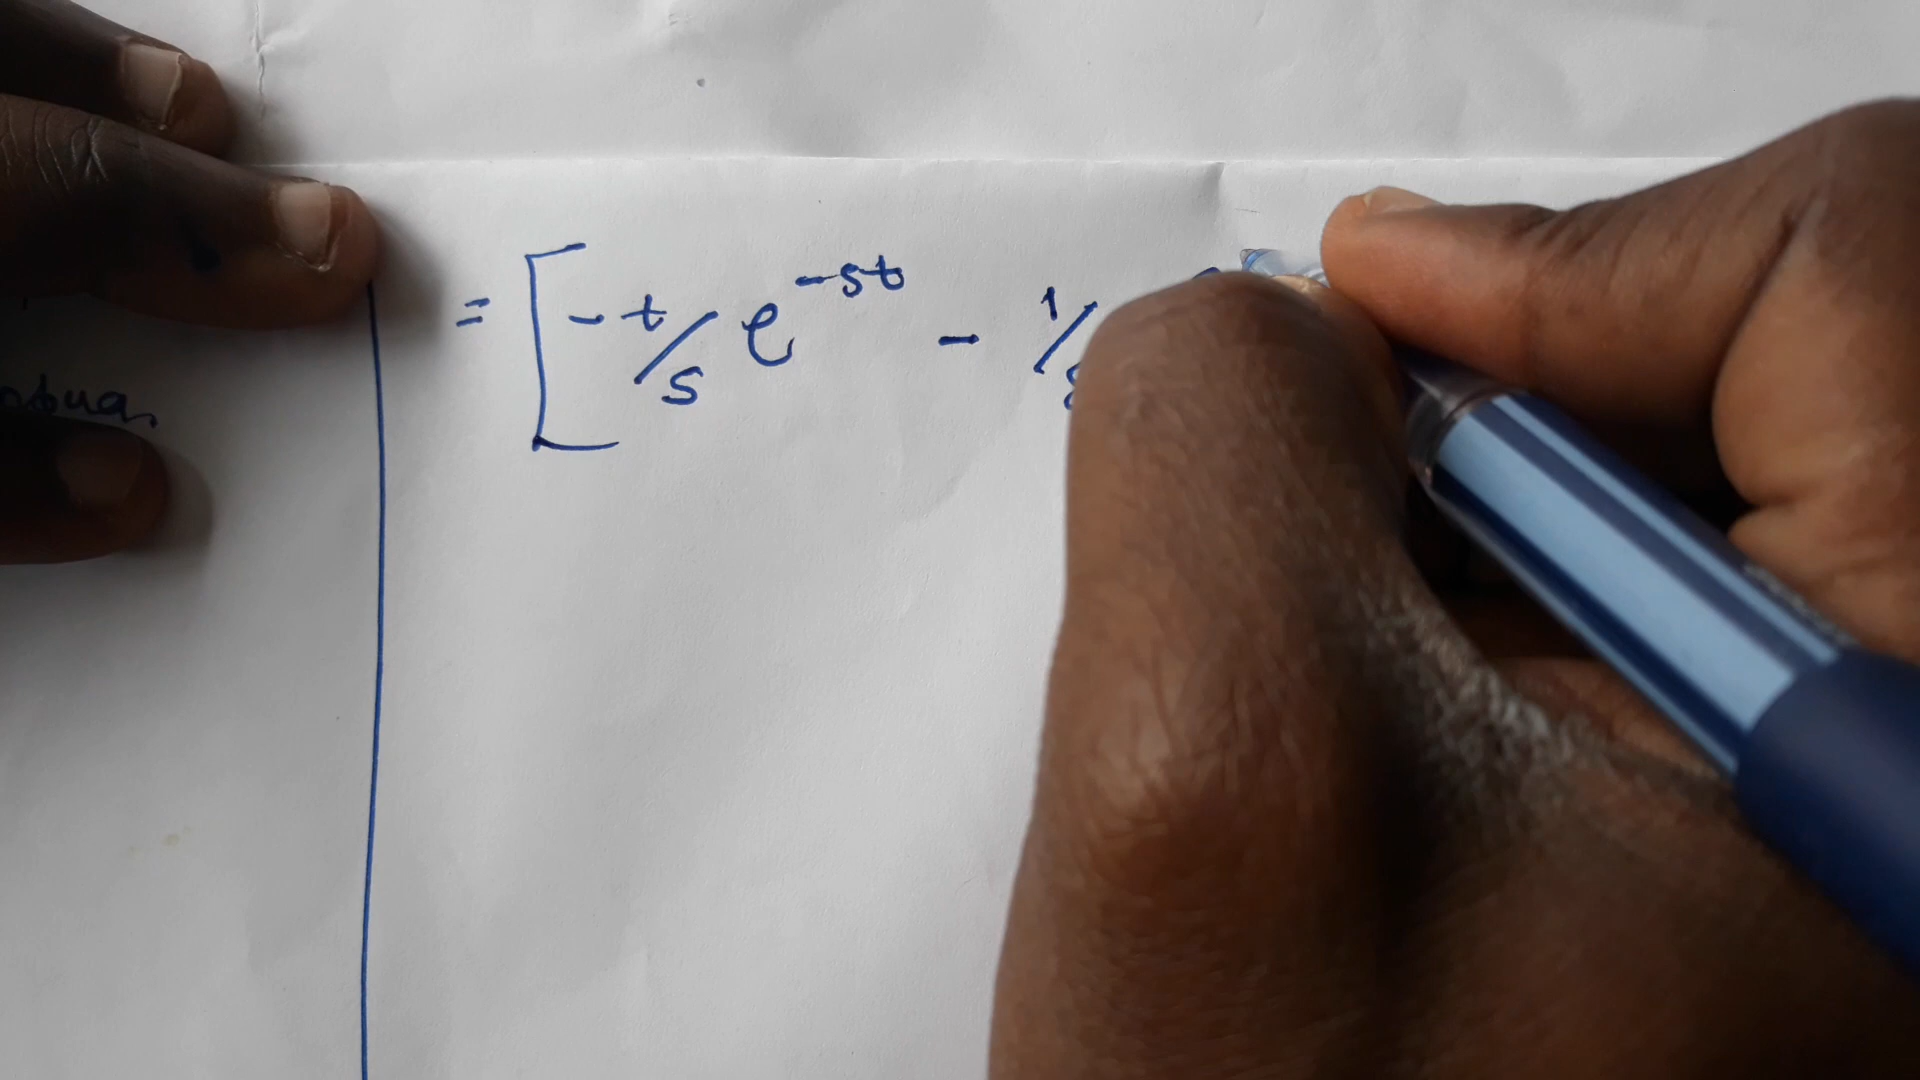 = [ - t/s e^{-st} - 1/s